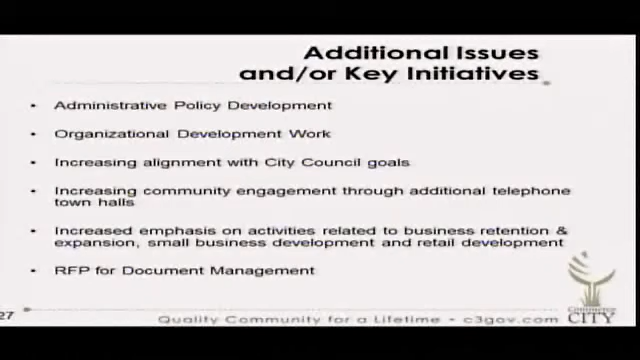 Additional Issues
and/or Key Initiatives
• Administrative Policy Development
• Organizational Development Work
• Increasing alignment with City Council goals
• Increasing community engagement through additional telephone
town halls
• Increased emphasis on activities related to business retention &
expansion, small business development and retail development
• RFP for Document Management
Commerce
CITY
27
Quality Community for a Lifetime - c3gov.com